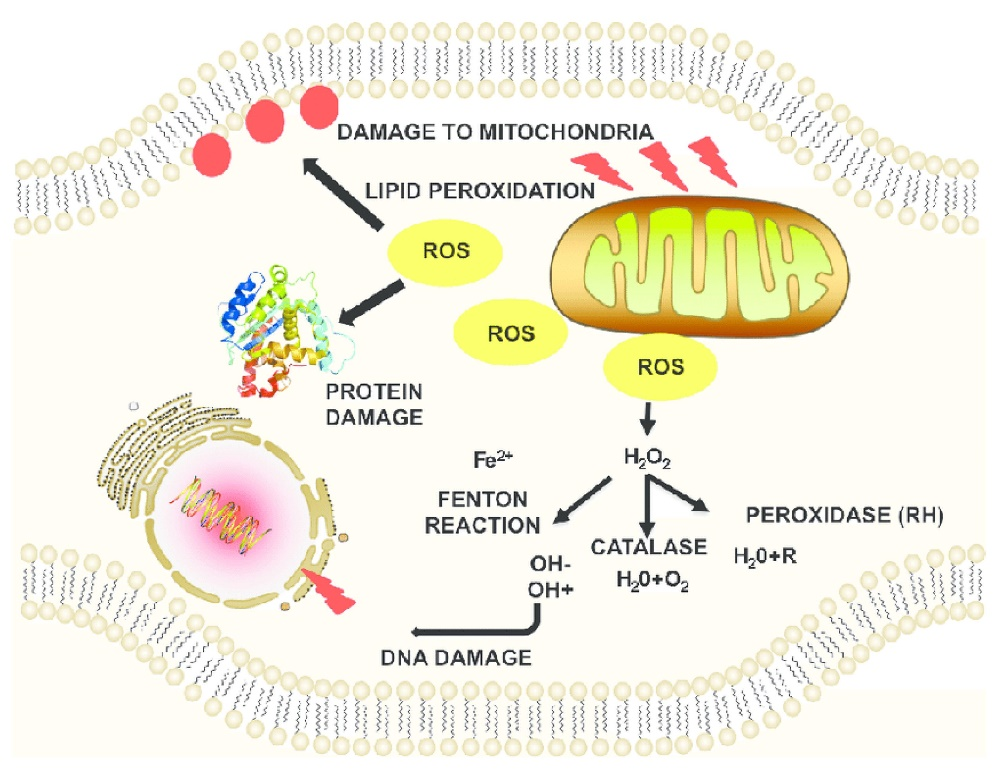 DAMAGE TO MITOCHONDRIA
LIPID PEROXIDATION
ROS
ROS
ROS
PROTEIN
DAMAGE
Fe²⁺
H₂O₂
FENTON
REACTION
PEROXIDASE (RH)
CATALASE
H₂0+R
OH-
H₂0+O₂
OH+
DNA DAMAGE